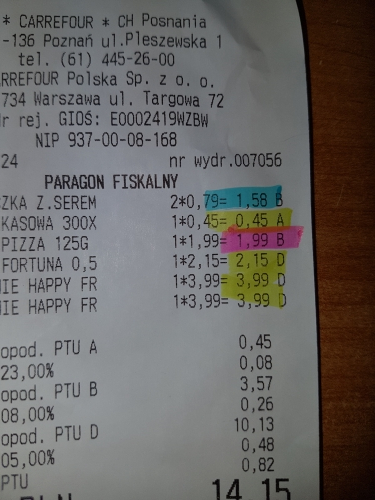 * CARREFOUR * CH Posnania
-136 Poznań ul.Pleszewska 1
tel. (61) 445-26-00
RREFOUR Polska Sp. z o. o.
734 Warszawa ul. Targowa 72
r rej. GIOŚ: E0002419WZBW
NIP 937-00-08-168
24 nr wydr.007056
PARAGON FISKALNY
ZKA Z.SEREM 2*0,79= 1,58 B
KASOWA 300X 1*0,45= 0,45 A
PIZZA 125G 1*1,99= 1,99 B
FORTUNA 0,5 1*2,15= 2,15 D
IE HAPPY FR 1*3,99= 3,99 D
IE HAPPY FR 1*3,99= 3,99 D
opod. PTU A 0,45
23,00% 0,08
opod. PTU B 3,57
08,00% 0,26
opod. PTU D 10,13
05,00% 0,48
PTU 0,82
PLN 14,15